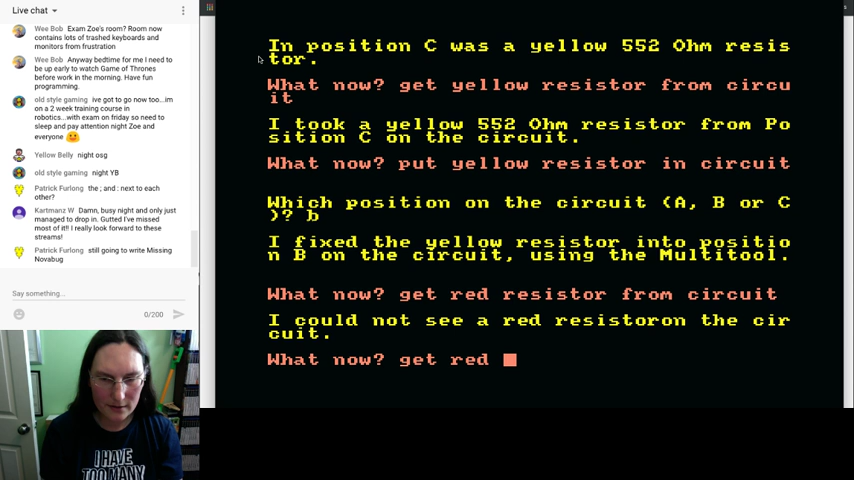 Live chat
Wee Bob Exam Zoe's room? Room now
contains lots of trashed keyboards and
monitors from frustration
Wee Bob Anyway bedtime for me I need to
be up early to watch Game of Thrones
before work in the morning. Have fun
programming.
old style gaming ive got to go now too...im
on a 2 week training course in
robotics...with exam on friday so need to
sleep and pay attention night Zoe and
everyone
Yellow Belly night osg
old style gaming night YB
Patrick Furlong the ; and : next to each
other?
Kartmanz W Damn, busy night and only just
managed to drop in. Gutted I've missed
most of it!! I really look forward to these
streams!
Patrick Furlong still going to write Missing
Novabug
Say something...
0/200
In position C was a yellow 552 Ohm resis
tor.
What now? get yellow resistor from circu
it
I took a yellow 552 Ohm resistor from Po
sition C on the circuit.
What now? put yellow resistor in circuit
Which position on the circuit (A, B or C
)? b
I fixed the yellow resistor into positio
n B on the circuit, using the Multitool.
What now? get red resistor from circuit
I could not see a red resistoron the cir
cuit.
What now? get red
I HAVE
TOO MANY